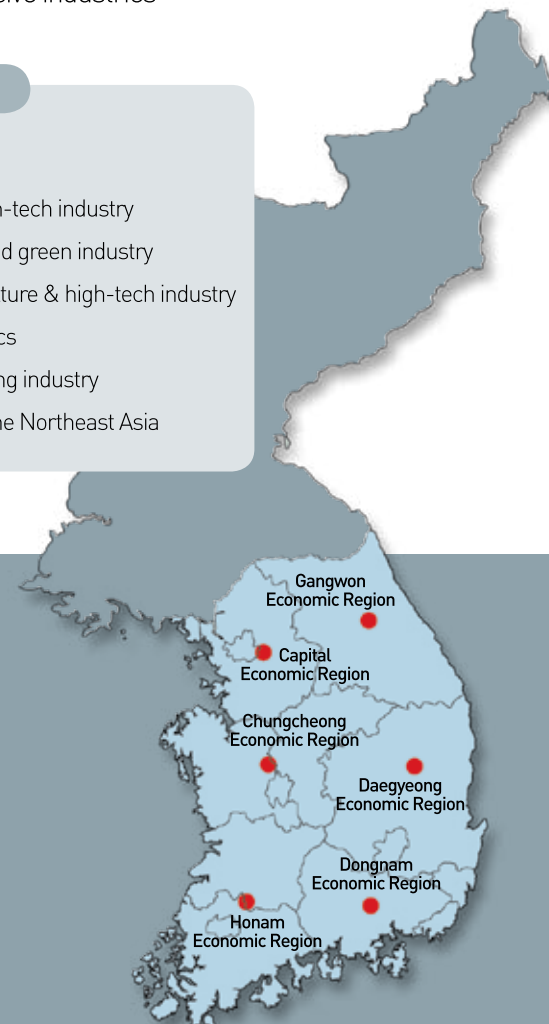 industries
-tech industry
d green industry
ture & high-tech industry
cs
ng industry
e Northeast Asia
Gangwon
Economic Region
Capital
Economic Region
Chungcheong
Economic Region
Daegyeong
Economic Region
Dongnam
Economic Region
Honam
Economic Region